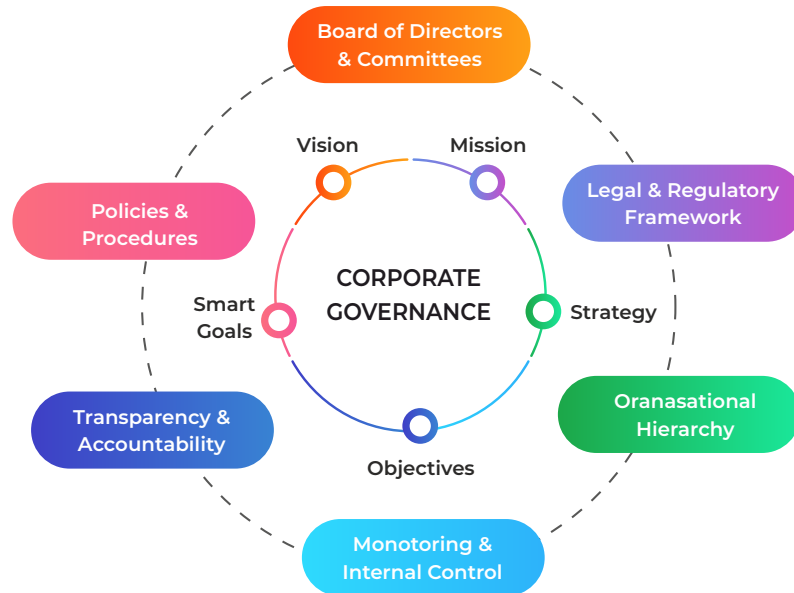 Board of Directors
& Committees
Vision
Mission
Policies &
Procedures
Legal & Regulatory
Framework
CORPORATE
GOVERNANCE
Smart
Goals
Strategy
Transparency &
Accountability
Oranasational
Hierarchy
Objectives
Monotoring &
Internal Control